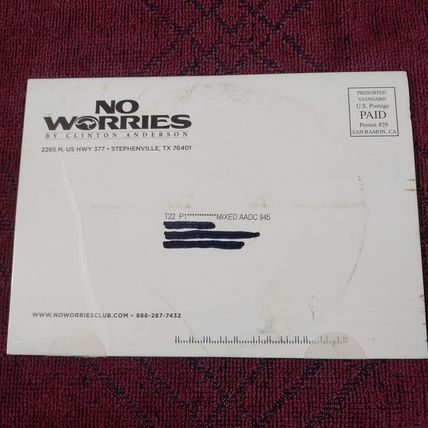 NO
WORRIES
BY CLINTON ANDERSON
2285 N. US HWY 377 • STEPHENVILLE, TX 76401
PRESORTED
STANDARD
U.S. Postage
PAID
Permit #29
SAN RAMON, CA
T22 P1************MIXED AADC 945
WWW.NOWORRIESCLUB.COM • 888-287-7432